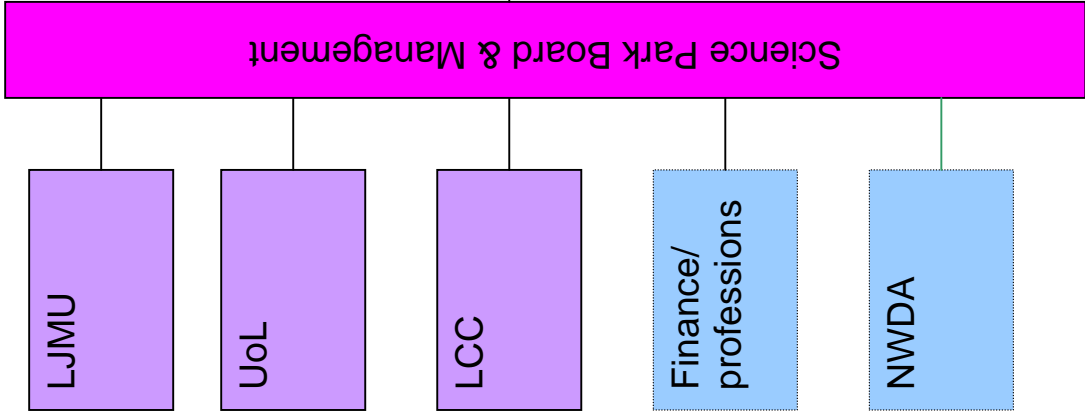 Science Park Board & Management
LJMU
UoL
LCC
Finance/
professions
NWDA